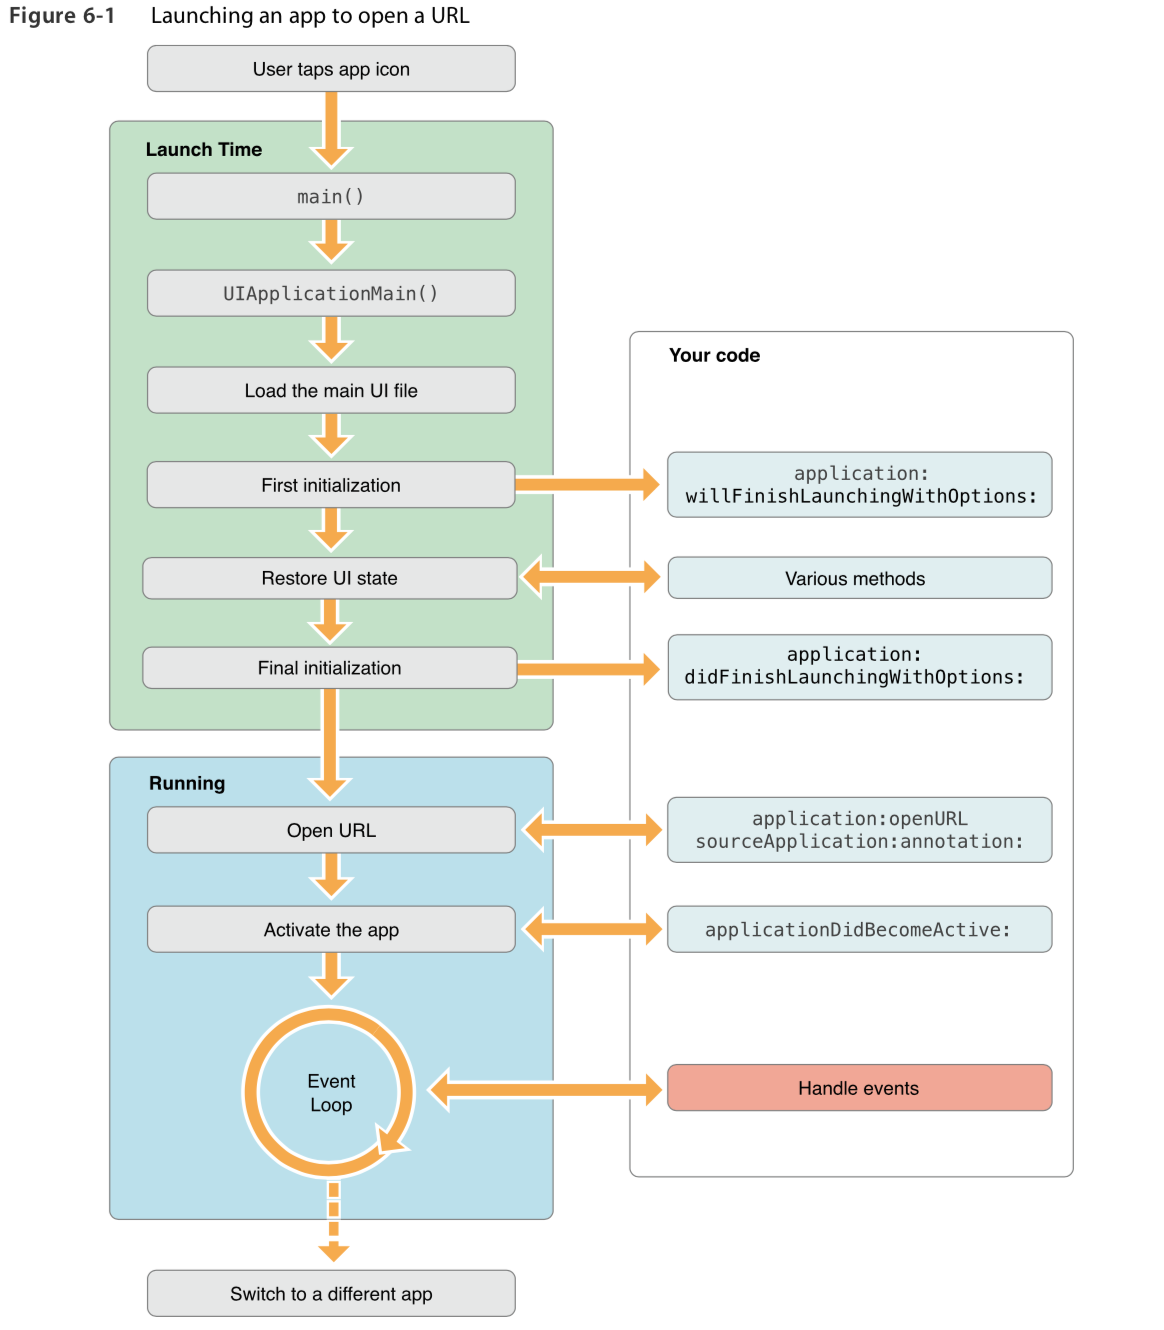 Figure 6-1 Launching an app to open a URL
User taps app icon
Launch Time
main()
UIApplicationMain()
Load the main UI file
First initialization
Restore UI state
Final initialization
Your code
application:
willFinishLaunchingWithOptions:
Various methods
application:
didFinishLaunchingWithOptions:
Running
Open URL
Activate the app
Event
Loop
application:openURL
sourceApplication:annotation:
applicationDidBecomeActive:
Handle events
Switch to a different app